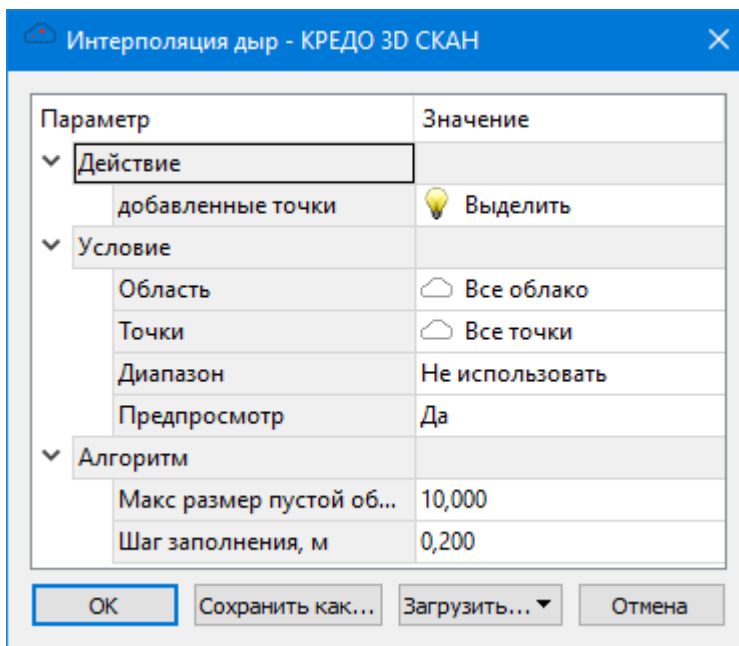 Интерполяция дыр - КРЕДО 3D СКАН
Параметр Значение
Действие
добавленные точки Выделить
Условие
Область Все облако
Точки Все точки
Диапазон Не использовать
Предпросмотр Да
Алгоритм
Макс размер пустой об... 10,000
Шаг заполнения, м 0,200
ОК Сохранить как... Загрузить... Отмена